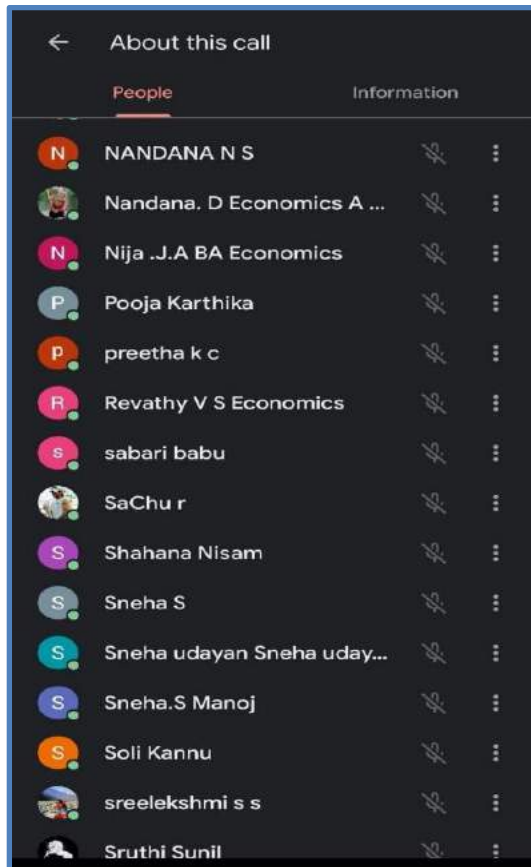 About this call
People Information
N NANDANA N S
Nandana. D Economics A ...
N Nija .J.A BA Economics
P Pooja Karthika
p preetha k c
R Revathy V S Economics
s sabari babu
SaChu r
S Shahana Nisam
S Sneha S
S Sneha udayan Sneha uday...
S Sneha.S Manoj
S Soli Kannu
sreelekshmi s s
Sruthi Sunil